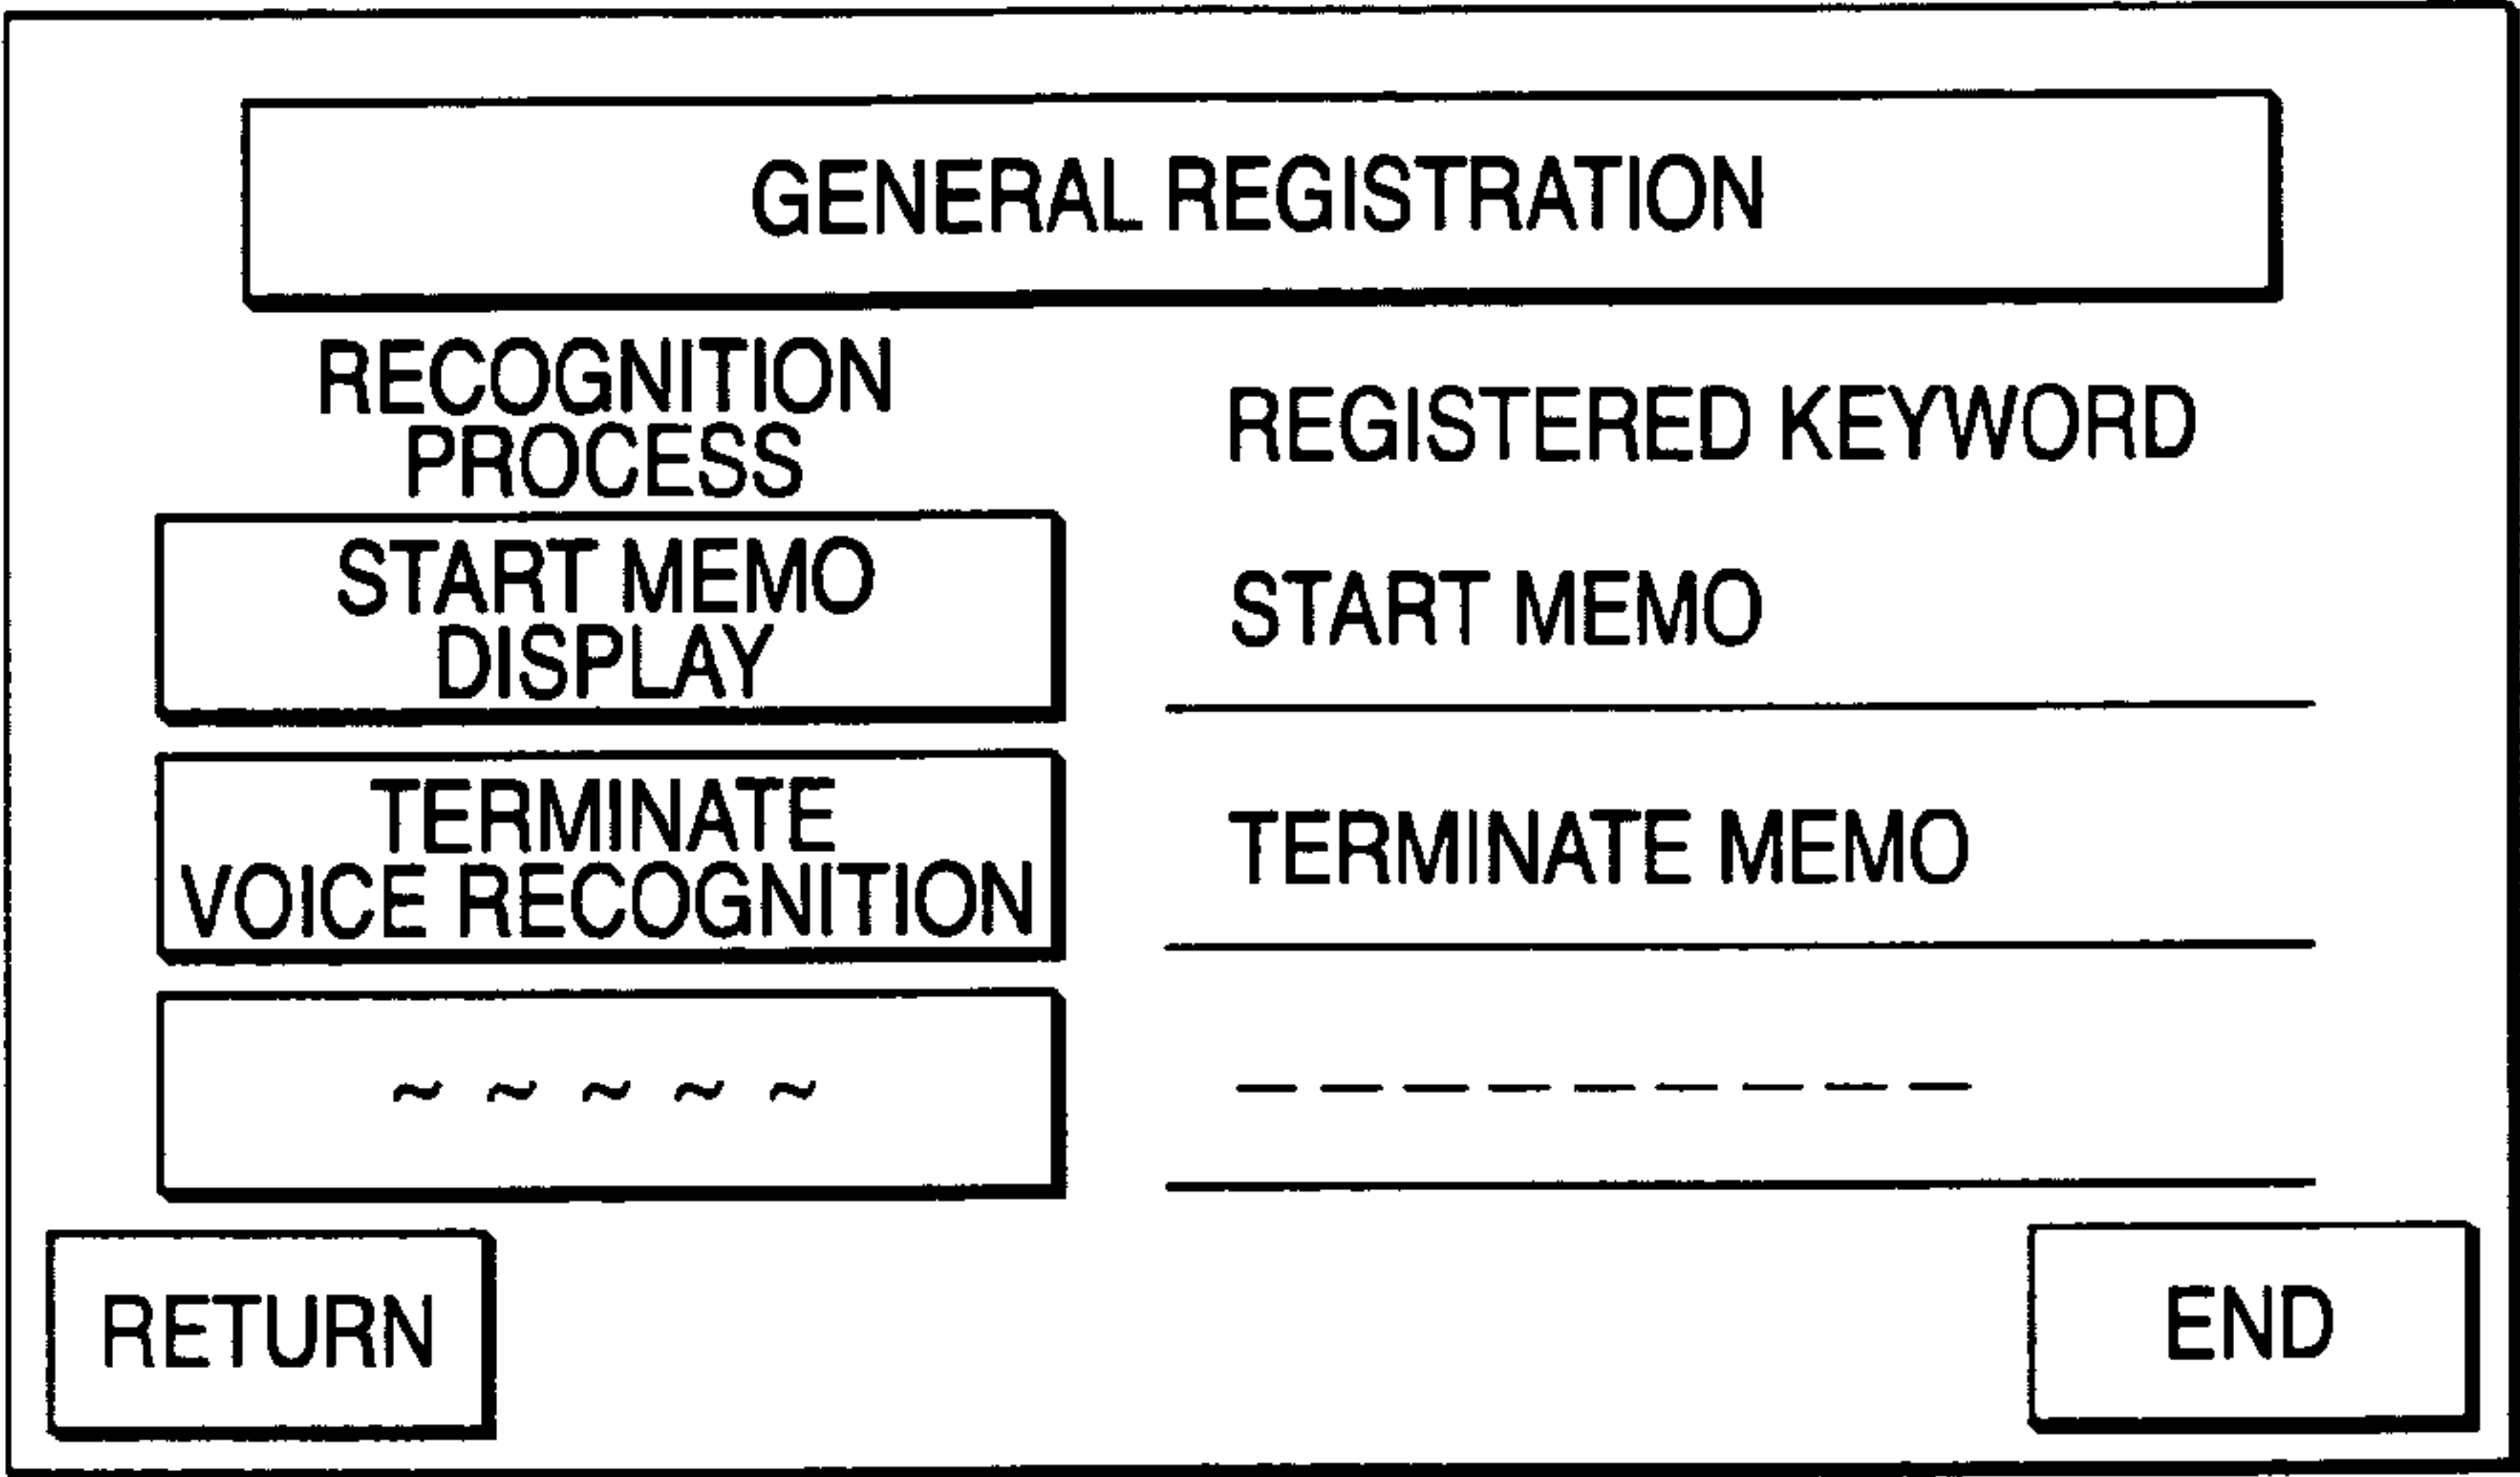 GENERAL REGISTRATION
RECOGNITION
PROCESS
REGISTERED KEYWORD
START MEMO
DISPLAY
START MEMO
TERMINATE
VOICE RECOGNITION
TERMINATE MEMO
~ ~ ~ ~ ~
— — — — — — — — —
RETURN
END